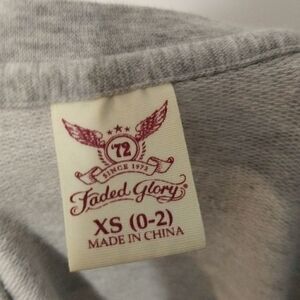 '72
SINCE 1972
Faded Glory®
XS (0-2)
MADE IN CHINA